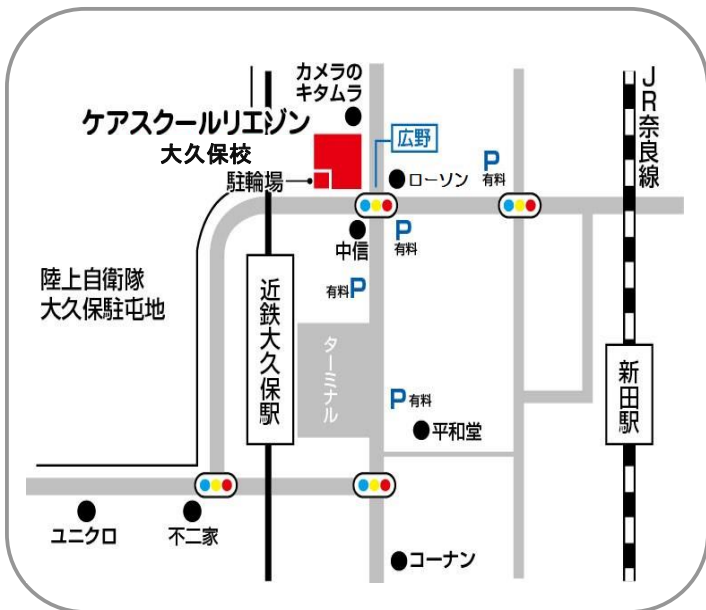 カメラの
キタムラ
JR奈良線
ケアスクールリエゾン
大久保校
広野
駐輪場
ローソン
P
有料
中信
P
有料
陸上自衛隊
大久保駐屯地
近鉄大久保駅
有料P
ターミナル
新田駅
P有料
平和堂
ユニクロ
不二家
コーナン